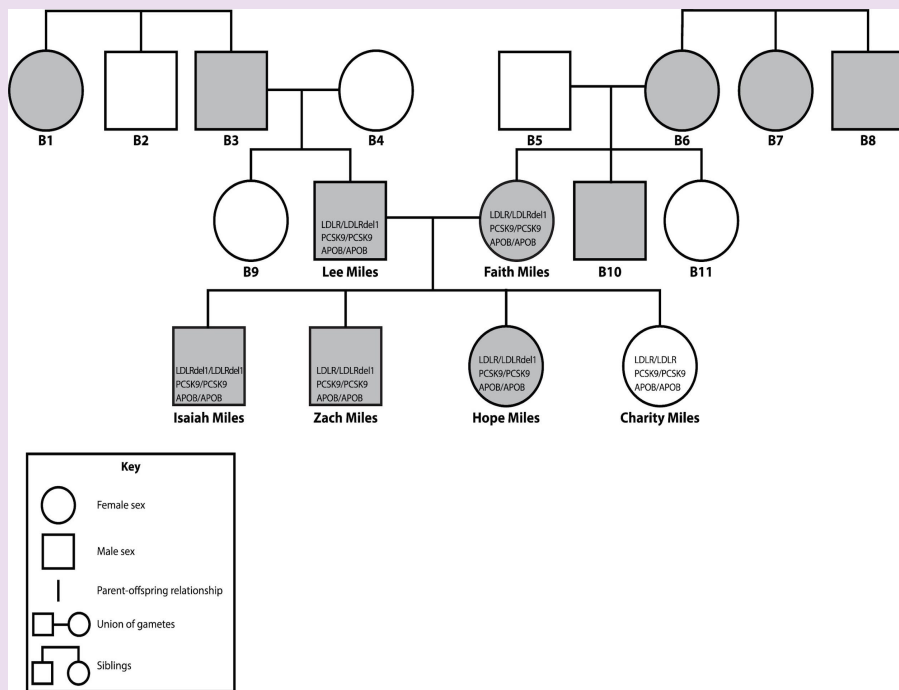 B1
B2
B3
B4
B5
B6
B7
B8
LDLR/LDLRdel1
PCSK9/PCSK9
APOB/APOB
LDLR/LDLRdel1
PCSK9/PCSK9
APOB/APOB
B9
Lee Miles
Faith Miles
B10
B11
LDLRdel1/LDLRdel1
PCSK9/PCSK9
APOB/APOB
LDLR/LDLRdel1
PCSK9/PCSK9
APOB/APOB
LDLR/LDLRdel1
PCSK9/PCSK9
APOB/APOB
LDLR/LDLR
PCSK9/PCSK9
APOB/APOB
Isaiah Miles
Zach Miles
Hope Miles
Charity Miles
Key
Female sex
Male sex
Parent-offspring relationship
Union of gametes
Siblings